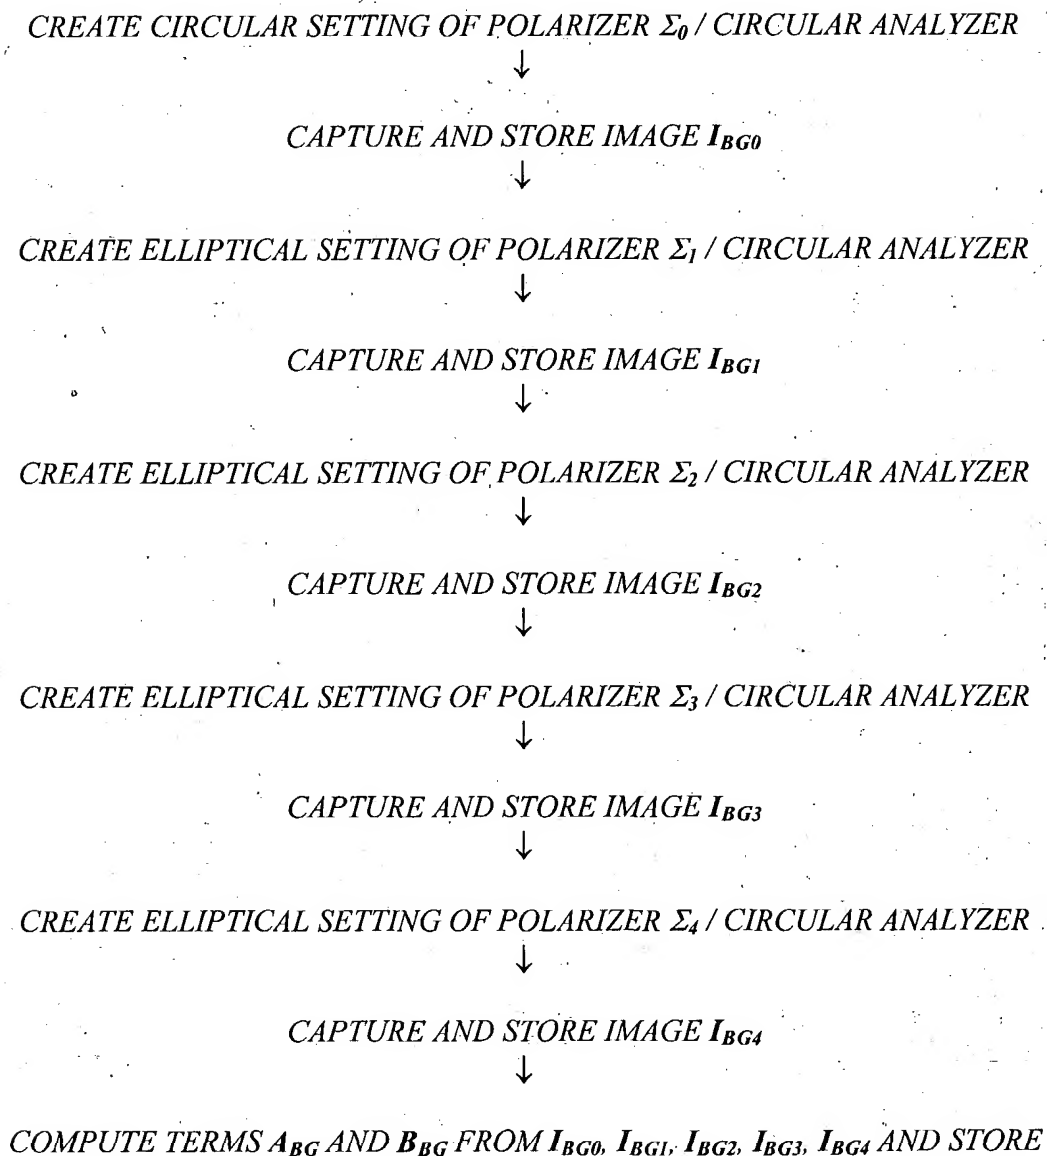 CREATE CIRCULAR SETTING OF POLARIZER Σ0 / CIRCULAR ANALYZER
↓
CAPTURE AND STORE IMAGE IBG0
↓
CREATE ELLIPTICAL SETTING OF POLARIZER Σ1 / CIRCULAR ANALYZER
↓
CAPTURE AND STORE IMAGE IBG1
↓
CREATE ELLIPTICAL SETTING OF POLARIZER Σ2 / CIRCULAR ANALYZER
↓
CAPTURE AND STORE IMAGE IBG2
↓
CREATE ELLIPTICAL SETTING OF POLARIZER Σ3 / CIRCULAR ANALYZER
↓
CAPTURE AND STORE IMAGE IBG3
↓
CREATE ELLIPTICAL SETTING OF POLARIZER Σ4 / CIRCULAR ANALYZER
↓
CAPTURE AND STORE IMAGE IBG4
↓
COMPUTE TERMS ABG AND BBG FROM IBG0, IBG1, IBG2, IBG3, IBG4 AND STORE